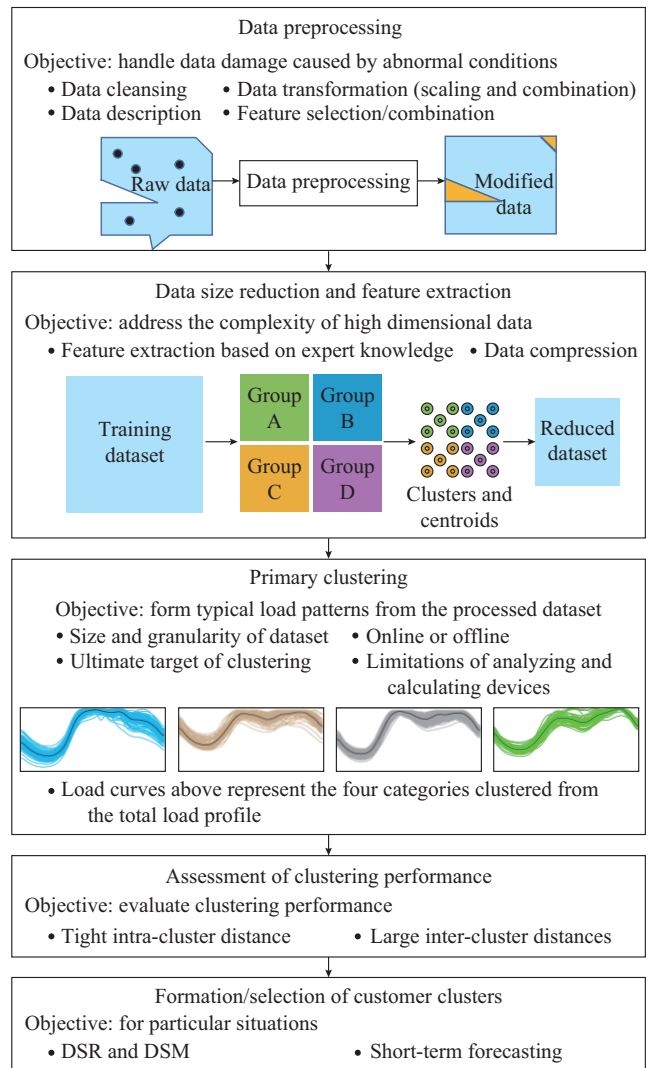 Data preprocessing
Objective: handle data damage caused by abnormal conditions
• Data cleansing • Data transformation (scaling and combination)
• Data description • Feature selection/combination
Raw data
Data preprocessing
Modified
data
Data size reduction and feature extraction
Objective: address the complexity of high dimensional data
• Feature extraction based on expert knowledge • Data compression
Training
dataset
Group
A
Group
B
Group
C
Group
D
Clusters and
centroids
Reduced
dataset
Primary clustering
Objective: form typical load patterns from the processed dataset
• Size and granularity of dataset • Online or offline
• Ultimate target of clustering • Limitations of analyzing and
calculating devices
• Load curves above represent the four categories clustered from
the total load profile
Assessment of clustering performance
Objective: evaluate clustering performance
• Tight intra-cluster distance • Large inter-cluster distances
Formation/selection of customer clusters
Objective: for particular situations
• DSR and DSM • Short-term forecasting